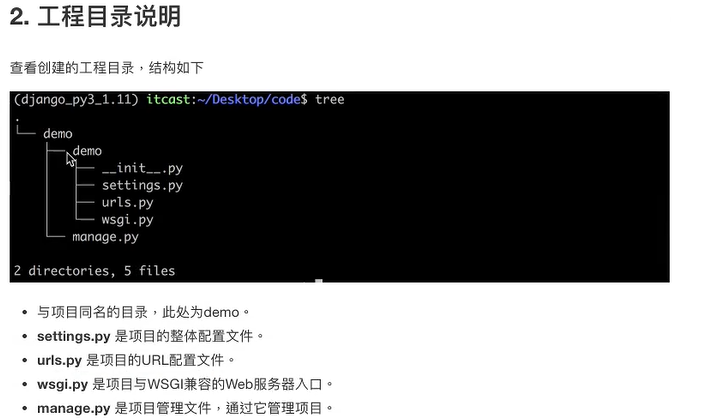 2. 工程目录说明
查看创建的工程目录，结构如下
(django_py3_1.11) itcast:~/Desktop/code$ tree
.
└── demo
    ├── demo
    │   ├── __init__.py
    │   ├── settings.py
    │   ├── urls.py
    │   └── wsgi.py
    └── manage.py
2 directories, 5 files
• 与项目同名的目录，此处为demo。
• settings.py 是项目的整体配置文件。
• urls.py 是项目的URL配置文件。
• wsgi.py 是项目与WSGI兼容的Web服务器入口。
• manage.py 是项目管理文件，通过它管理项目。